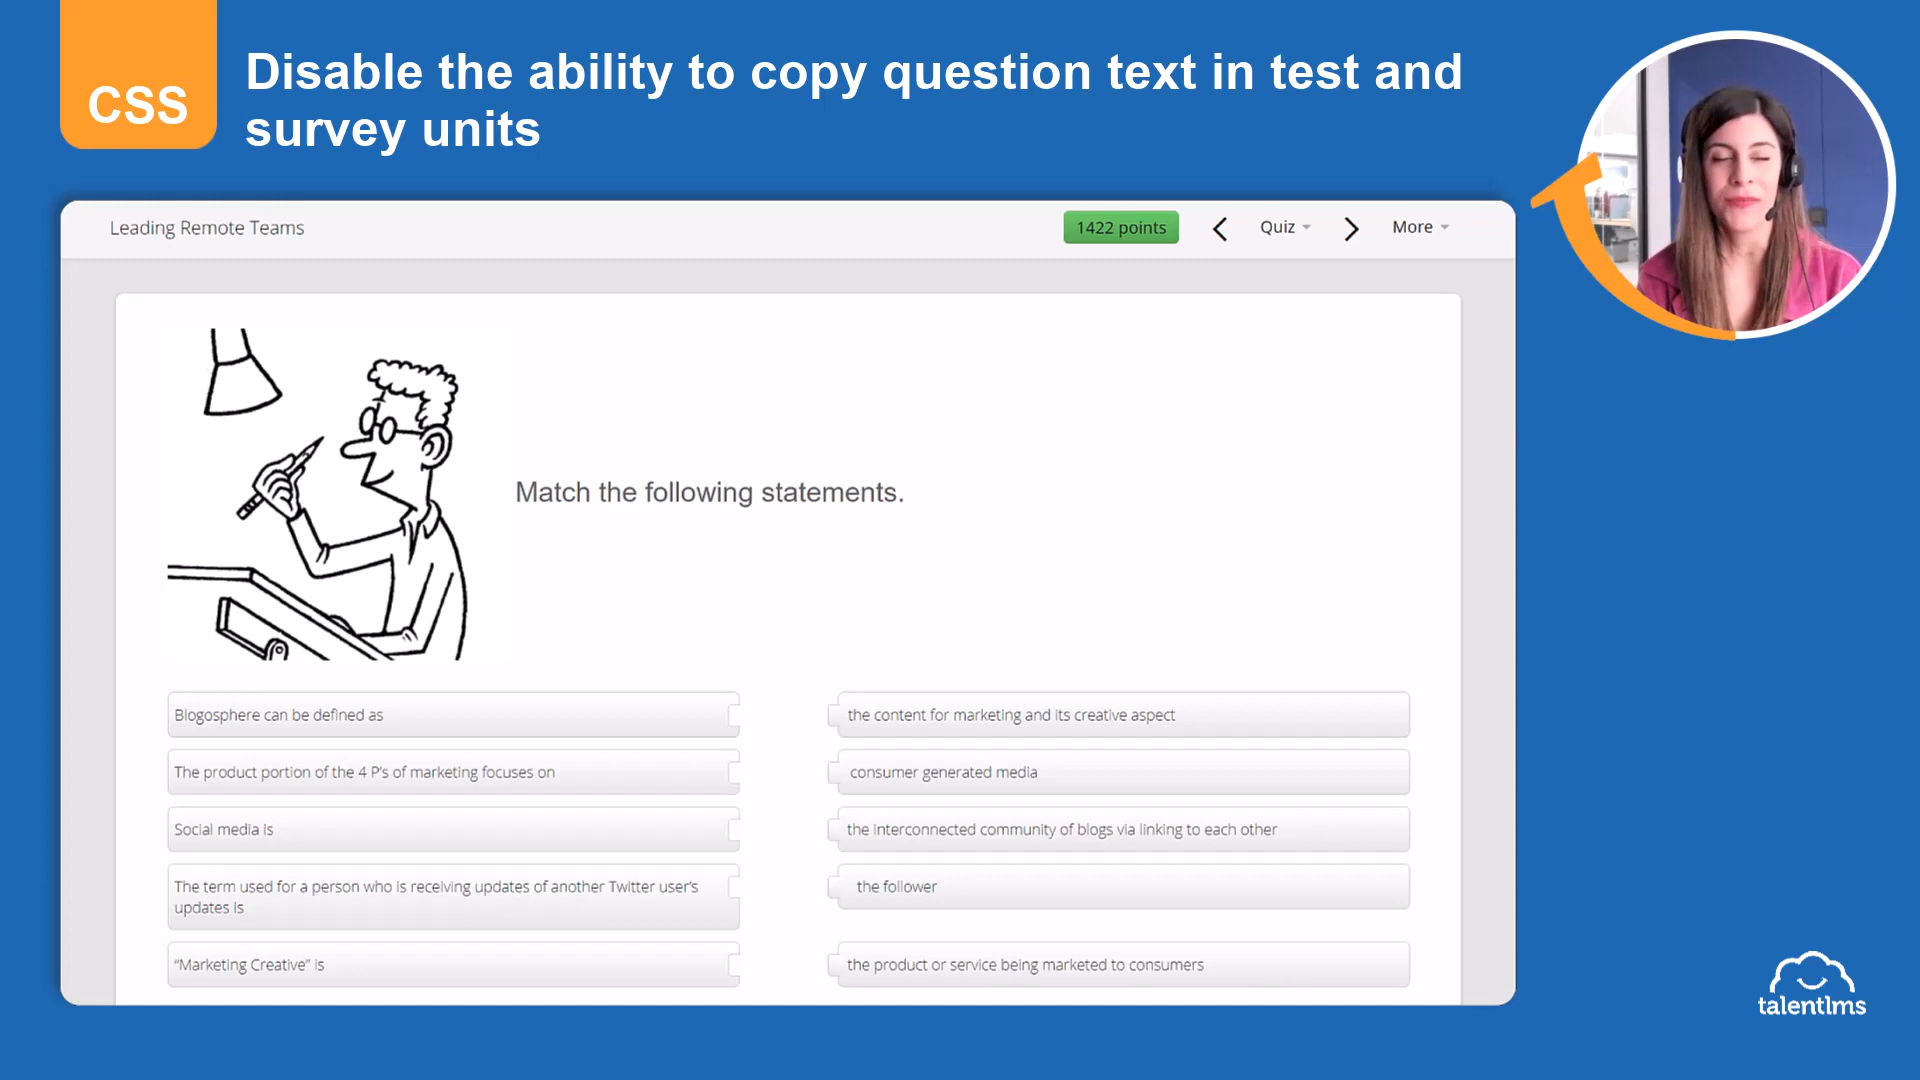 CSS
Disable the ability to copy question text in test and
survey units
Leading Remote Teams
1422 points
Quiz
More
Match the following statements.
Blogosphere can be defined as
the content for marketing and its creative aspect
The product portion of the 4 P's of marketing focuses on
consumer generated media
Social media is
the interconnected community of blogs via linking to each other
The term used for a person who is receiving updates of another Twitter user's
updates is
the follower
“Marketing Creative” is
the product or service being marketed to consumers
talentlms